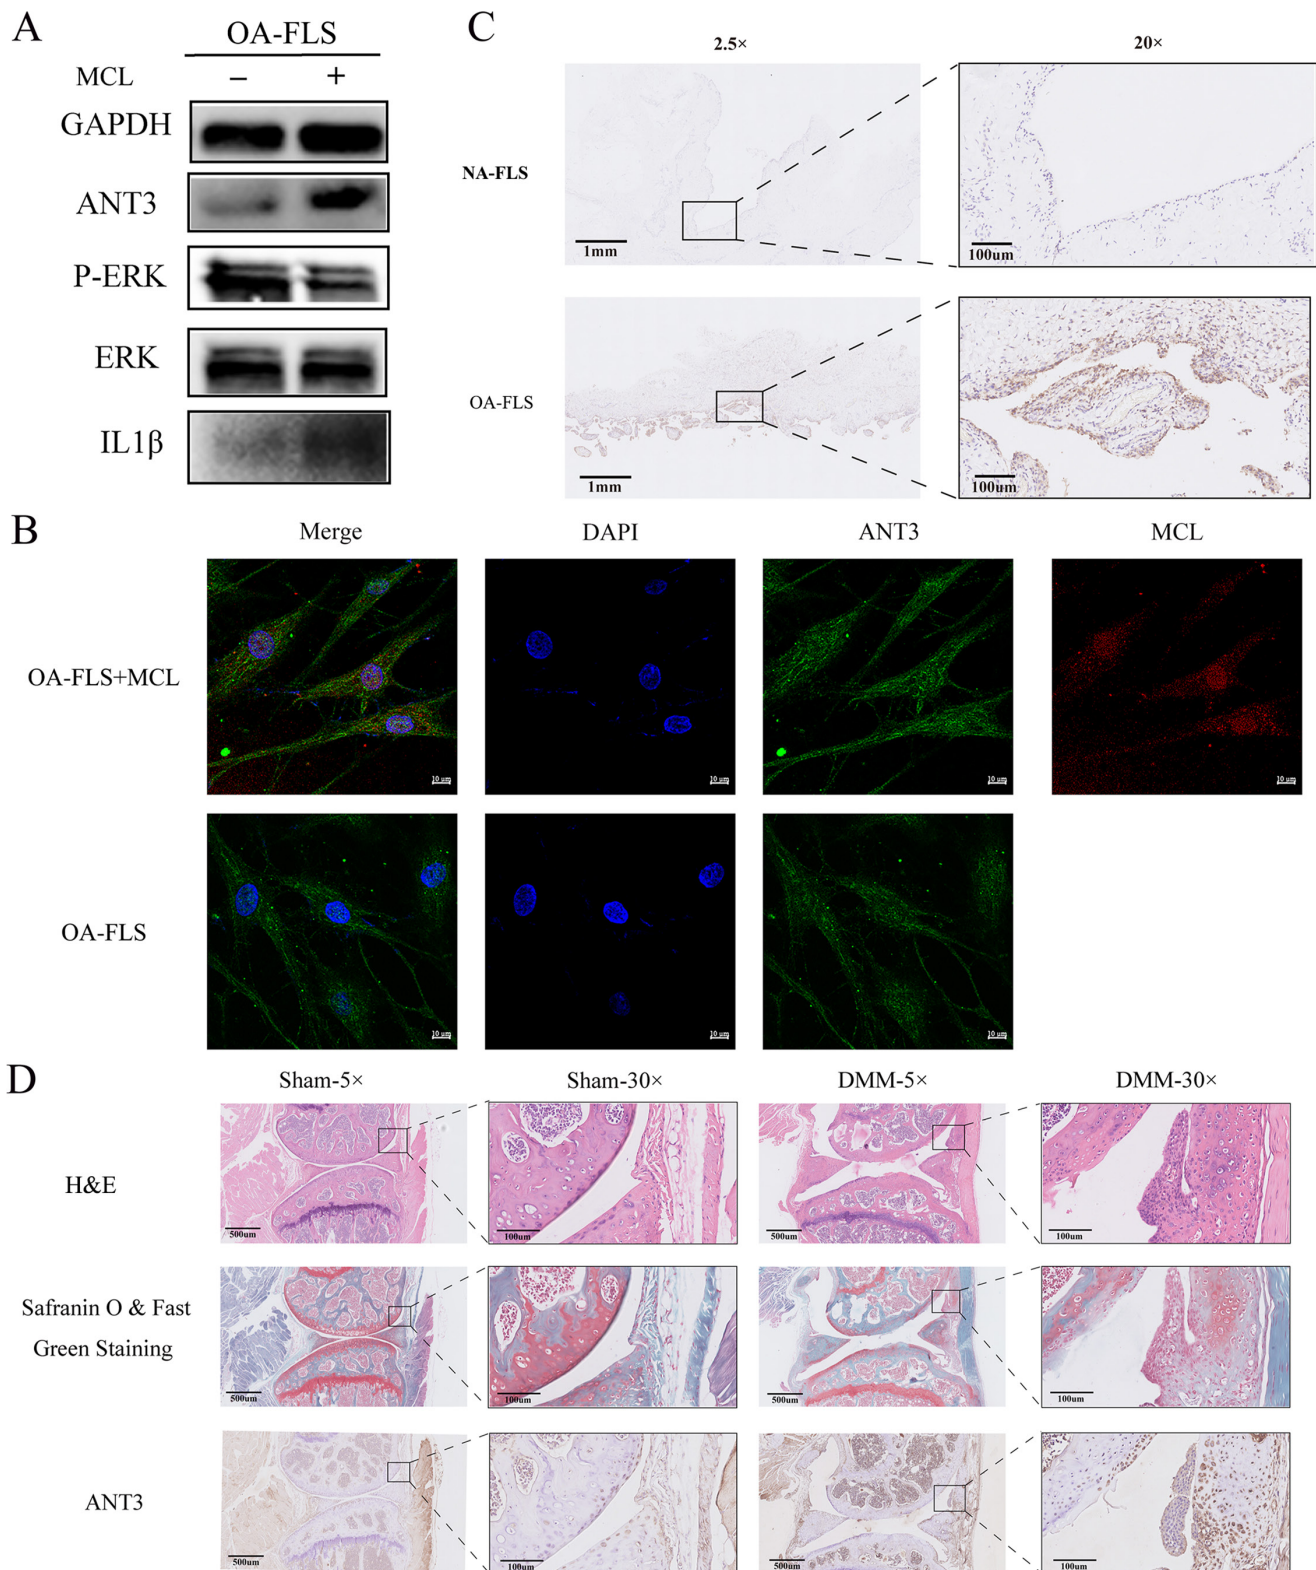 A
OA-FLS
MCL − +
GAPDH
ANT3
P-ERK
ERK
IL1β
C
2.5× 20×
NA-FLS
1mm
100um
OA-FLS
1mm
100um
B
Merge DAPI ANT3 MCL
OA-FLS+MCL
10 um 10 um 10 um 10 um
OA-FLS
10 um 10 um 10 um
D
Sham-5× Sham-30× DMM-5× DMM-30×
H&E
500um 100um 500um 100um
Safranin O & Fast
Green Staining
500um 100um 500um 100um
ANT3
500um 100um 500um 100um